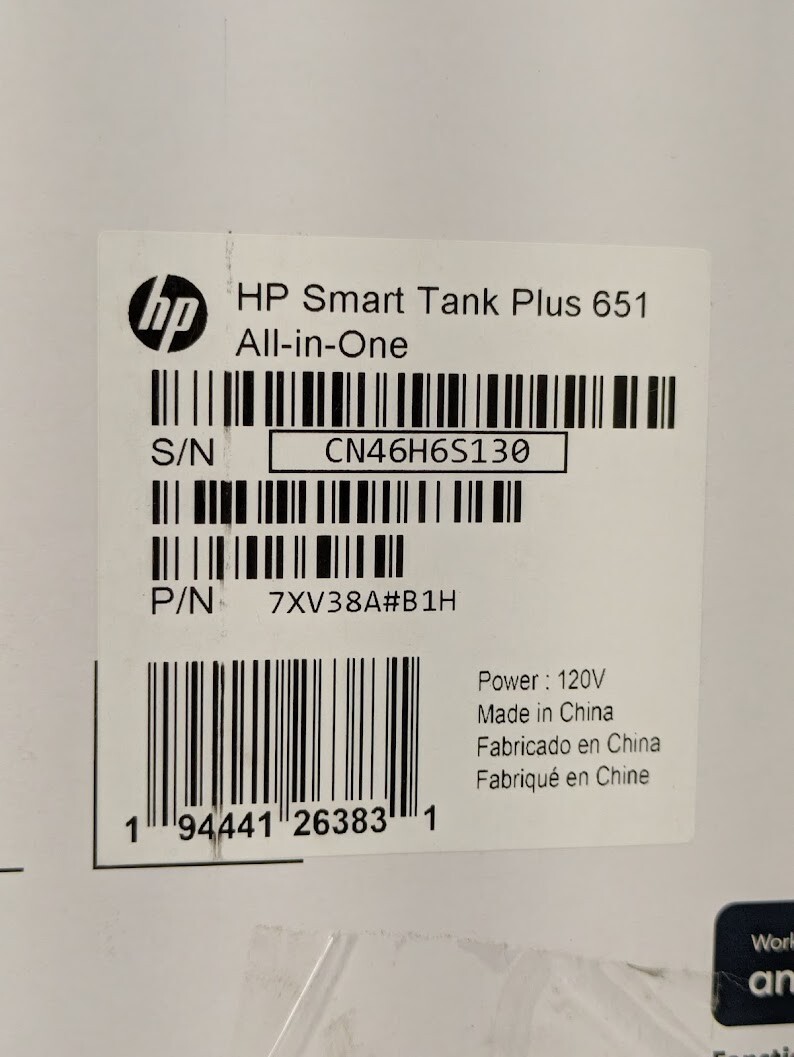 hp
HP Smart Tank Plus 651
All-in-One
S/N CN46H6S130
P/N 7XV38A#B1H
1 94441 26383 1
Power : 120V
Made in China
Fabricado en China
Fabriqué en Chine